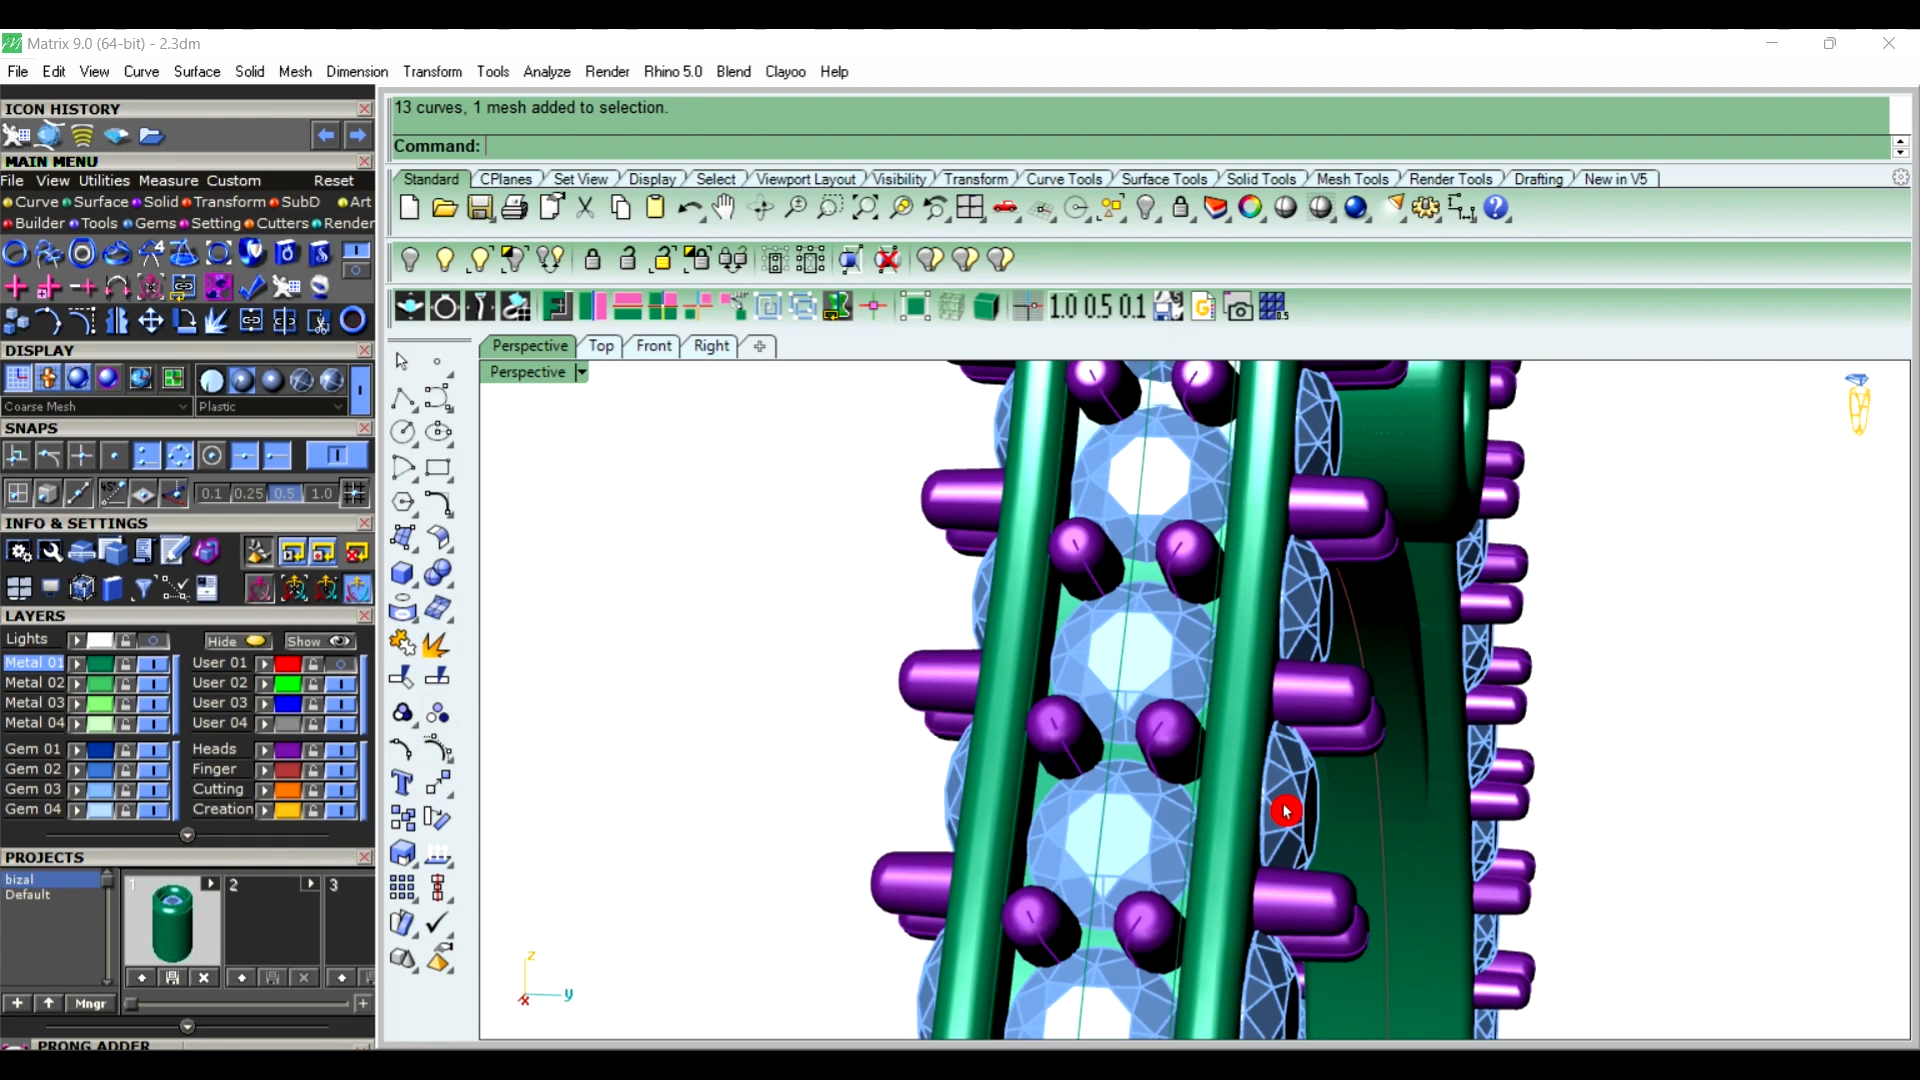 Matrix 9.0 (64-bit) - 2.3dm
File Edit View Curve Surface Solid Mesh Dimension Transform Tools Analyze Render Rhino 5.0 Blend Clayoo Help
ICON HISTORY
MAIN MENU
File View Utilities Measure Custom Reset
Curve Surface Solid Transform SubD Art
Builder Tools Gems Setting Cutters Render
DISPLAY
Coarse Mesh Plastic
SNAPS
0.1 0.25 0.5 1.0
INFO & SETTINGS
LAYERS
Lights Hide Show
Metal 01 User 01
Metal 02 User 02
Metal 03 User 03
Metal 04 User 04
Gem 01 Heads
Gem 02 Finger
Gem 03 Cutting
Gem 04 Creation
PROJECTS
bizal
Default
1 2 3
Mngr
PRONG ADDER
13 curves, 1 mesh added to selection.
Command:
Standard CPlanes Set View Display Select Viewport Layout Visibility Transform Curve Tools Surface Tools Solid Tools Mesh Tools Render Tools Drafting New in V5
1.0 0.5 0.1
Perspective Top Front Right
Perspective
z
x y